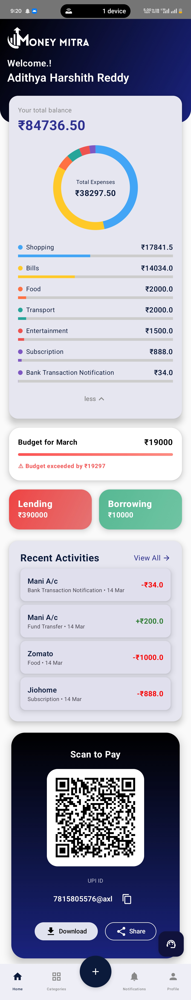 9:20
1 device
5.00 KB/S Vo 1 VoLTE 2 5G
MONEY MITRA
Welcome.!
Adithya Harshith Reddy
Your total balance
₹84736.50
Total Expenses
₹38297.50
Shopping ₹17841.5
Bills ₹14034.0
Food ₹2000.0
Transport ₹2000.0
Entertainment ₹1500.0
Subscription ₹888.0
Bank Transaction Notification ₹34.0
less
Budget for March ₹19000
⚠ Budget exceeded by ₹19297
Lending
₹390000
Borrowing
₹10000
Recent Activities View All →
Mani A/c
Bank Transaction Notification • 14 Mar
-₹34.0
Mani A/c
Fund Transfer • 14 Mar
+₹200.0
Zomato
Food • 14 Mar
-₹1000.0
Jiohome
Subscription • 14 Mar
-₹888.0
Scan to Pay
UPI ID
7815805576@axl
Download
Share
Home
Categories
+
Notifications
Profile